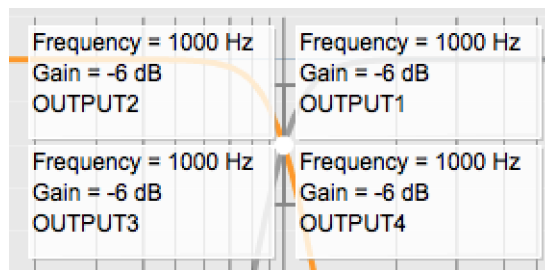 Frequency = 1000 Hz
Gain = -6 dB
OUTPUT2
Frequency = 1000 Hz
Gain = -6 dB
OUTPUT1
Frequency = 1000 Hz
Gain = -6 dB
OUTPUT3
Frequency = 1000 Hz
Gain = -6 dB
OUTPUT4